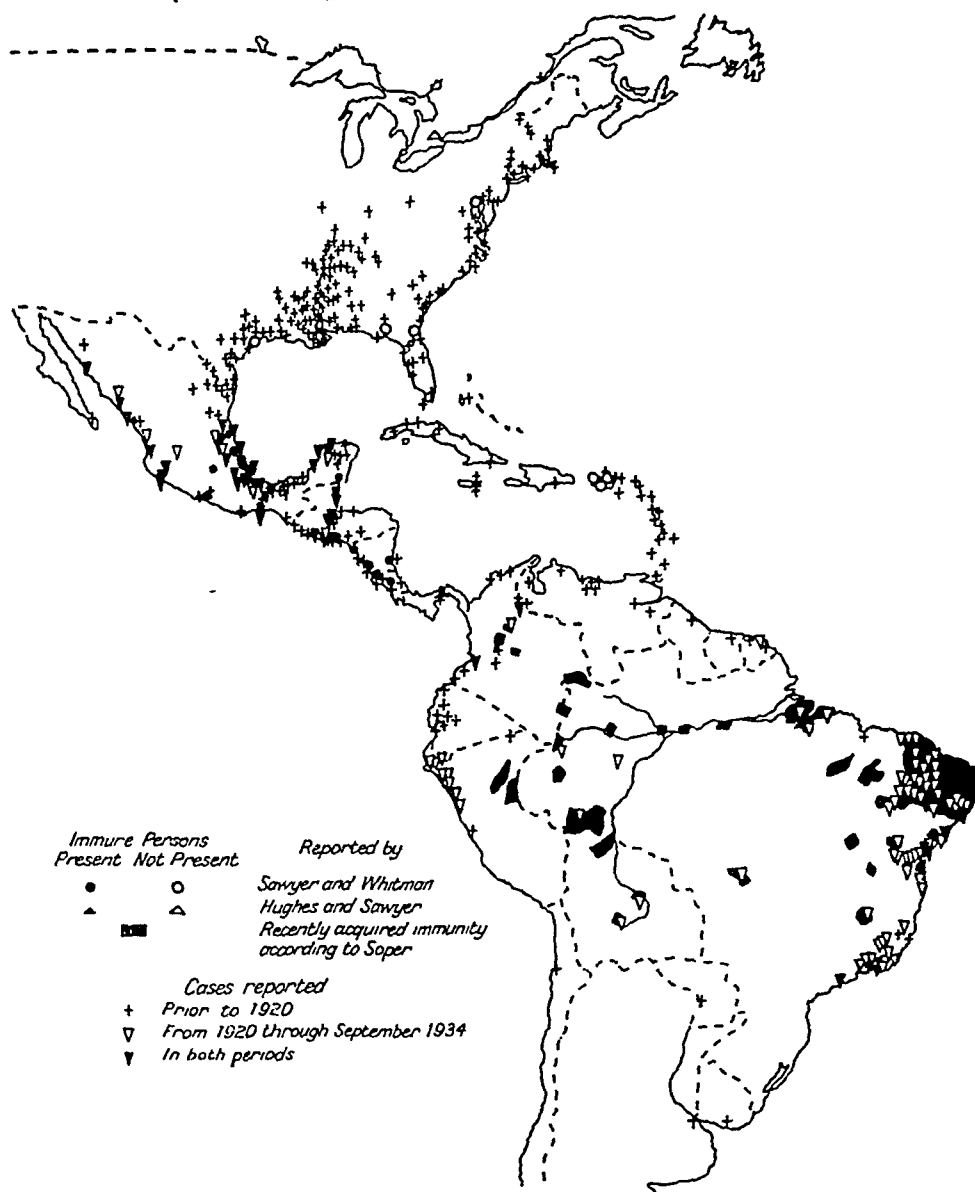 Immune Persons
Present Not Present
Reported by
Sawyer and Whitman
Hughes and Sawyer
Recently acquired immunity
according to Soper
Cases reported
Prior to 1920
From 1920 through September 1934
In both periods